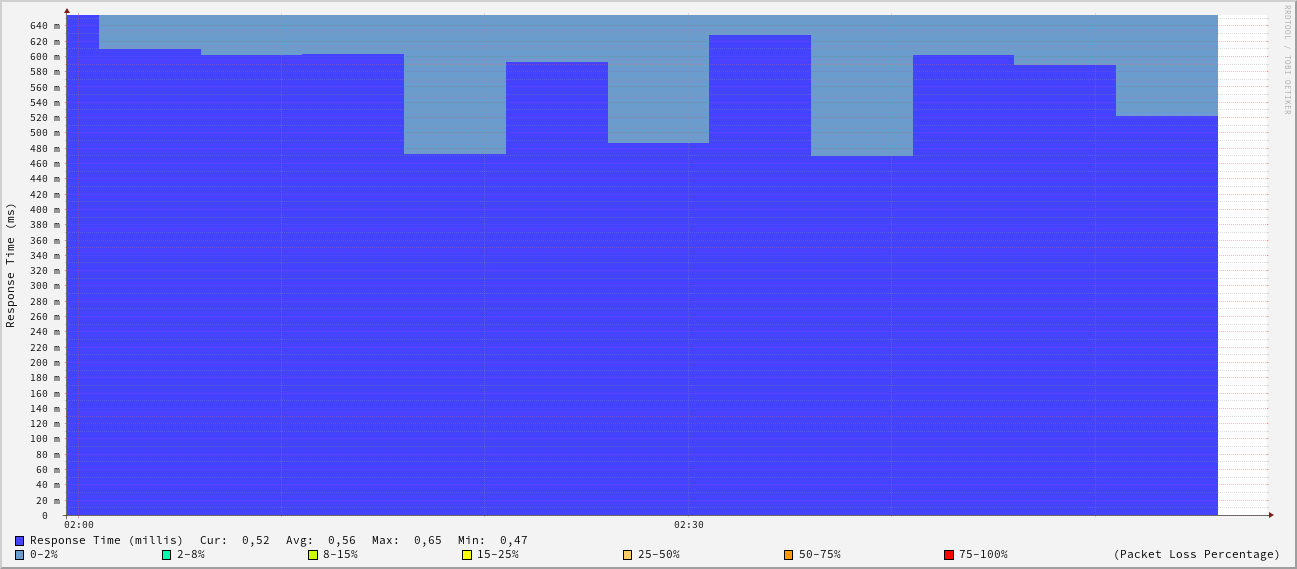 RRDTOOL / TOBI OETIKER
Response Time (ms)
640 m
620 m
600 m
580 m
560 m
540 m
520 m
500 m
480 m
460 m
440 m
420 m
400 m
380 m
360 m
340 m
320 m
300 m
280 m
260 m
240 m
220 m
200 m
180 m
160 m
140 m
120 m
100 m
80 m
60 m
40 m
20 m
0
02:00 02:30
Response Time (millis) Cur: 0,52 Avg: 0,56 Max: 0,65 Min: 0,47
0-2% 2-8% 8-15% 15-25% 25-50% 50-75% 75-100% (Packet Loss Percentage)